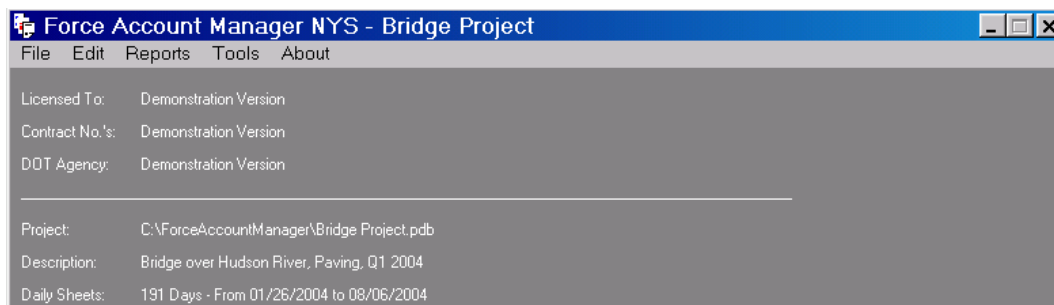 Force Account Manager NYS - Bridge Project
File Edit Reports Tools About
Licensed To: Demonstration Version
Contract No.'s: Demonstration Version
DOT Agency: Demonstration Version
Project: C:\ForceAccountManager\Bridge Project.pdb
Description: Bridge over Hudson River, Paving, Q1 2004
Daily Sheets: 191 Days - From 01/26/2004 to 08/06/2004